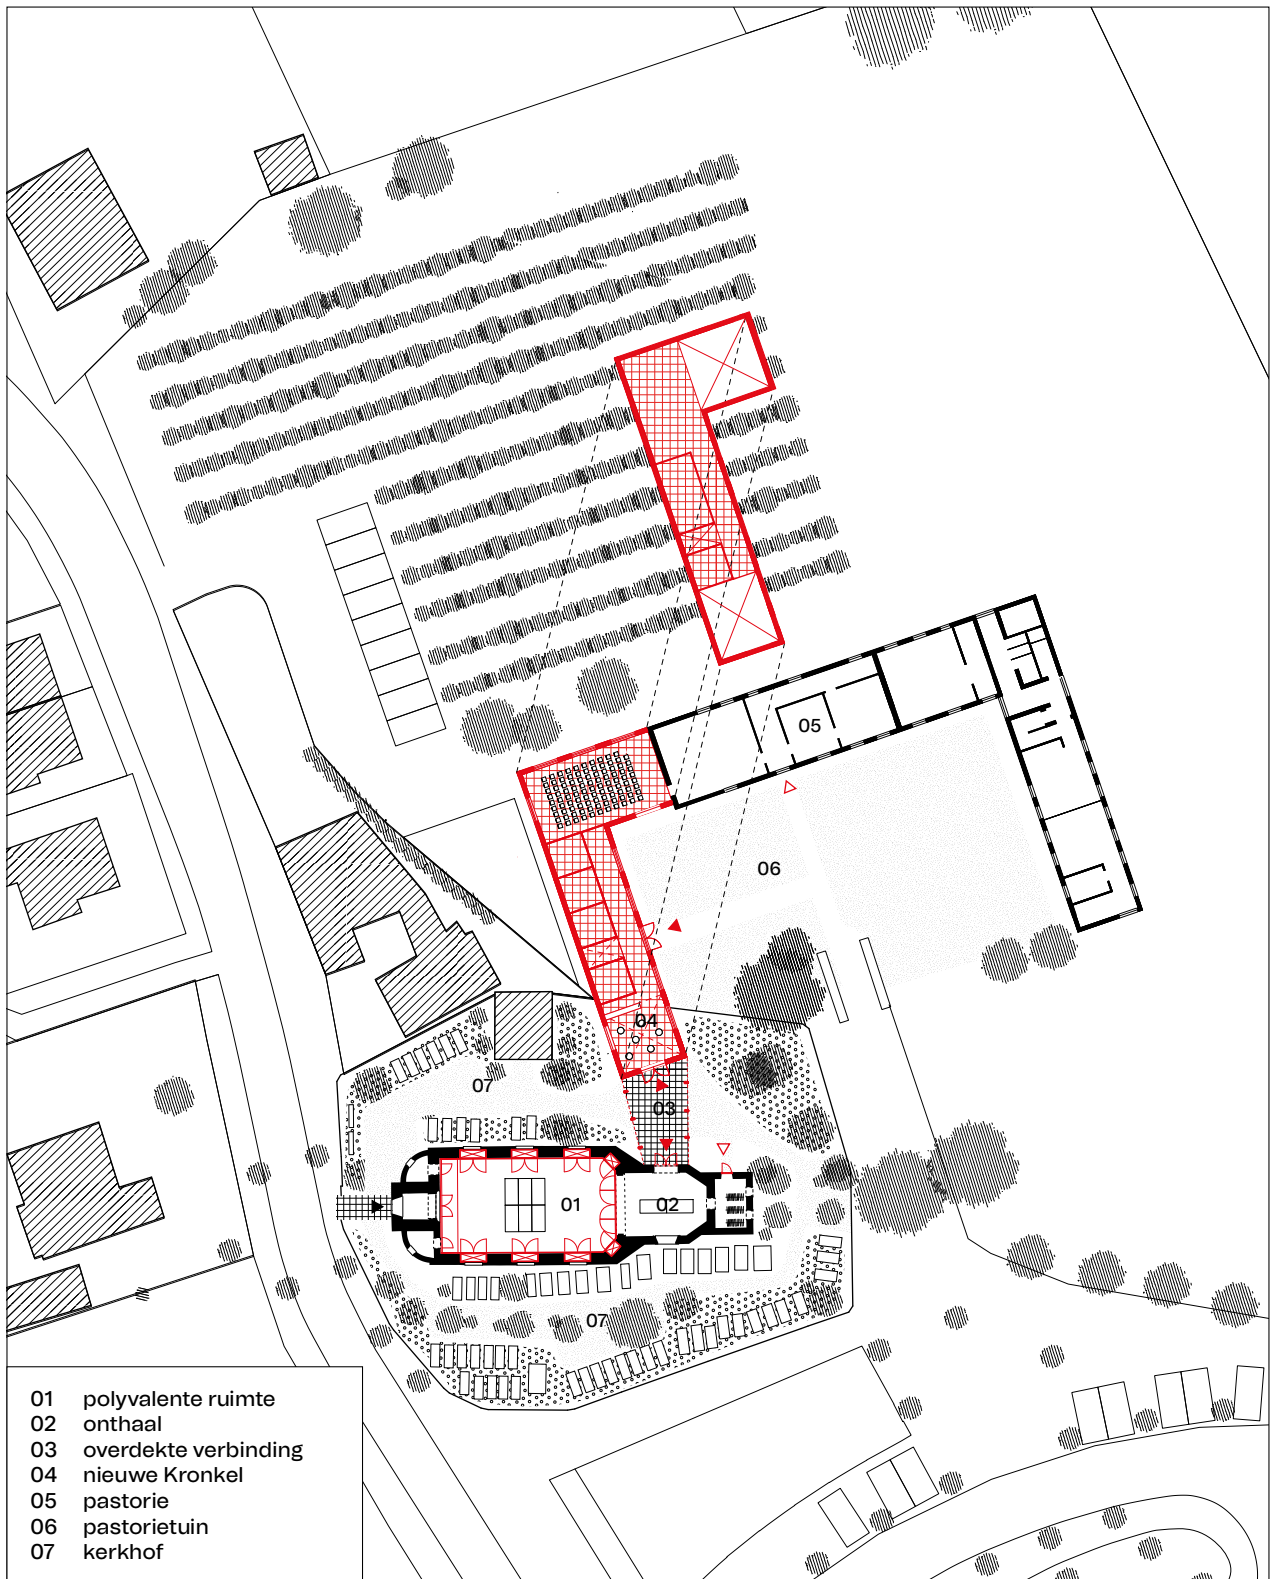 05
06
04
07
03
01
02
07
01 polyvalente ruimte
02 onthaal
03 overdekte verbinding
04 nieuwe Kronkel
05 pastorie
06 pastorietuin
07 kerkhof